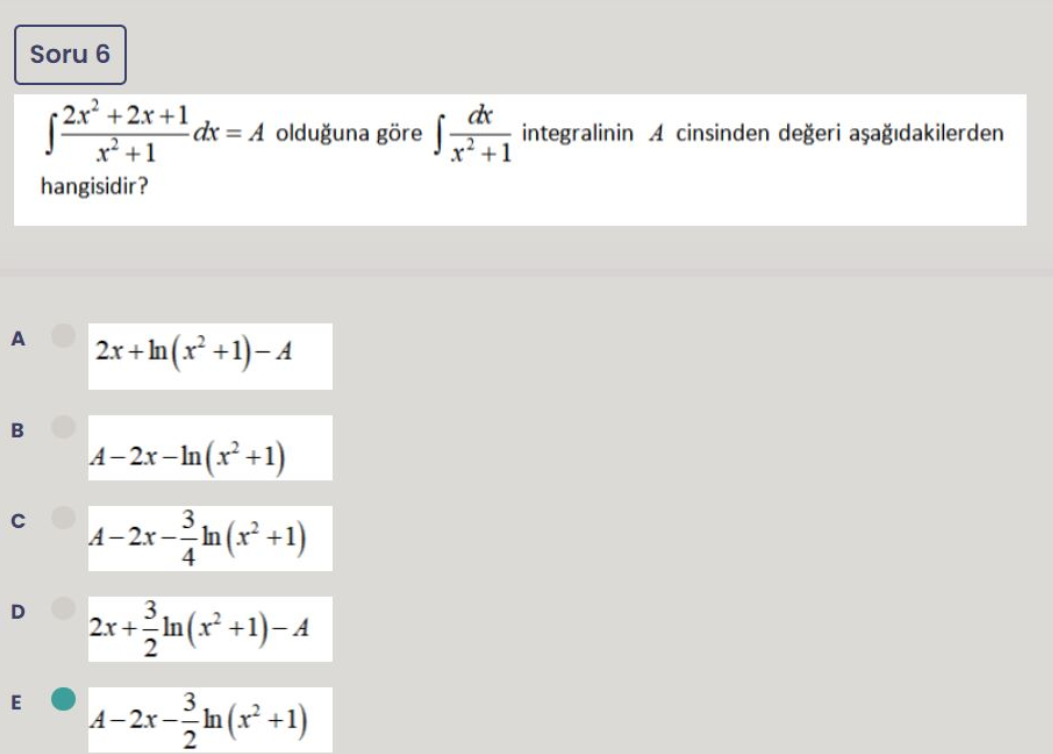 Soru 6
∫ (2x² + 2x + 1)/(x² + 1) dx = A olduğuna göre ∫ dx/(x² + 1) integralinin A cinsinden değeri aşağıdakilerden
hangisidir?
A 2x + ln(x² + 1) − A
B A − 2x − ln(x² + 1)
C A − 2x − 3/4 ln(x² + 1)
D 2x + 3/2 ln(x² + 1) − A
E A − 2x − 3/2 ln(x² + 1)